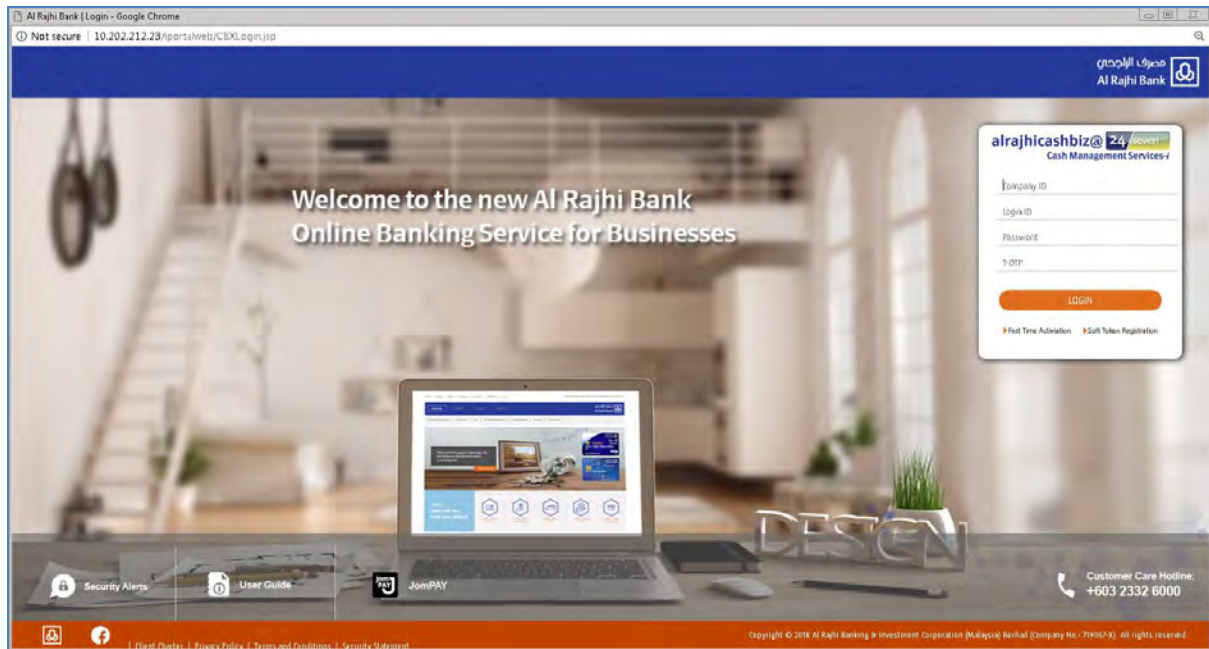 Al Rajhi Bank | Login - Google Chrome
Not secure | 10.202.212.23/iportalweb/CBXLogin.jsp
مصرف الراجحي
Al Rajhi Bank
alrajhicashbiz@ 24 seven
Cash Management Services-i
Company ID
Login ID
Password
T-OTP
LOGIN
First Time Activation Soft Token Registration
Welcome to the new Al Rajhi Bank
Online Banking Service for Businesses
DESIGN
Security Alerts
User Guide
Jom PAY JomPAY
Customer Care Hotline:
+603 2332 6000
| Client Charter | Privacy Policy | Terms and Conditions | Security Statement
Copyright © 2018 Al Rajhi Banking & Investment Corporation (Malaysia) Berhad (Company No.: 719057-X). All rights reserved.